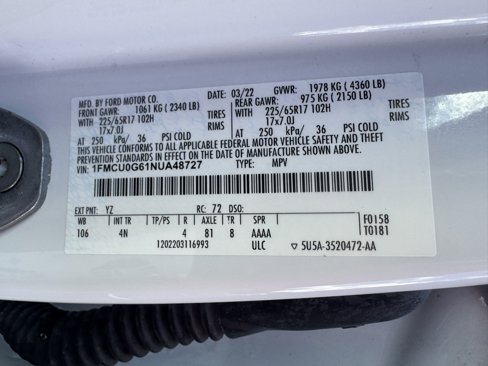 MFD. BY FORD MOTOR CO.
03/22 GVWR: 1978 KG ( 4360 LB)
FRONT GAWR: 1061 KG ( 2340 LB) REAR GAWR: 975 KG ( 2150 LB)
WITH 225/65R17 102H TIRES WITH 225/65R17 102H TIRES
17x7.0J RIMS 17x7.0J RIMS
AT 250 kPa/ 36 PSI COLD AT 250 kPa/ 36 PSI COLD
THIS VEHICLE CONFORMS TO ALL APPLICABLE FEDERAL MOTOR VEHICLE SAFETY
AND THEFT PREVENTION STANDARDS IN EFFECT ON THE DATE OF MANUFACTURE SHOWN ABOVE.
VIN: 1FMCU0G61NUA48727 TYPE: MPV
EXT PNT: YZ RC: 72 DSO:
WB INT TR TP/PS R AX TR SPR F0158
106 4N 4 81 8 AAAA T0181
1202203116993 ULC 5U5A-3520472-AA